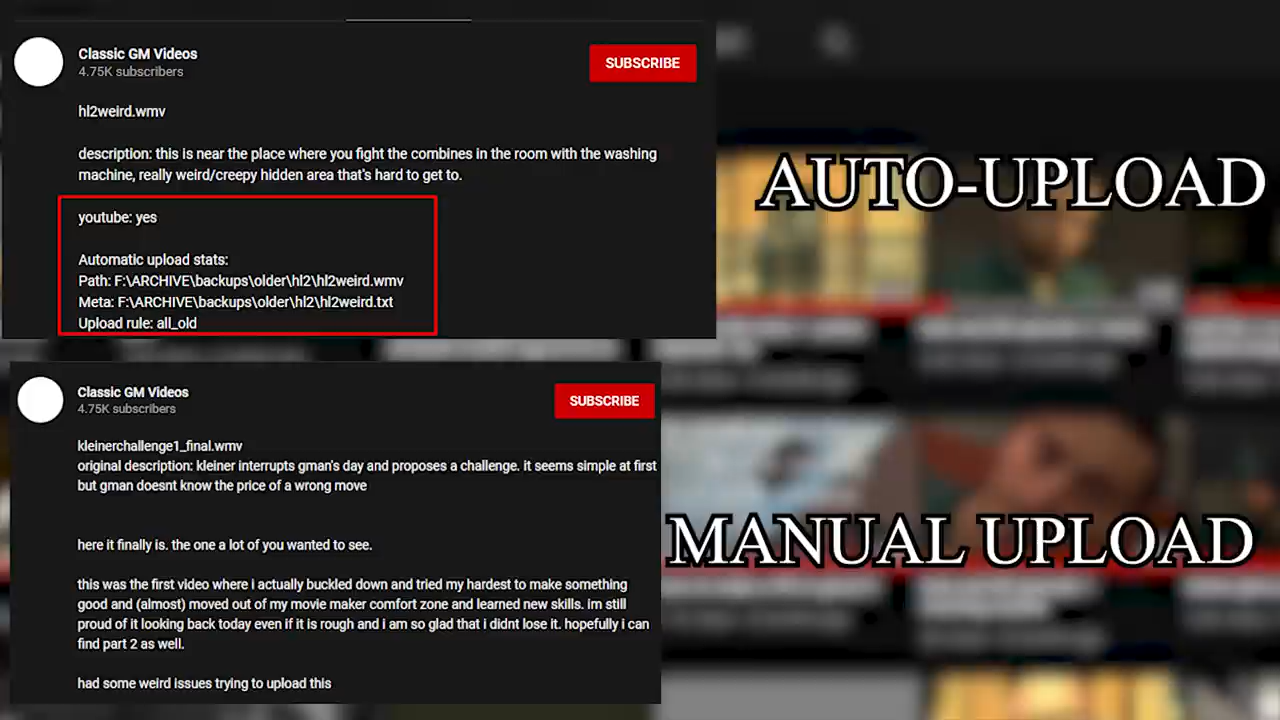 Classic GM Videos
4.75K subscribers
SUBSCRIBE
hl2weird.wmv
description: this is near the place where you fight the combines in the room with the washing
machine, really weird/creepy hidden area that's hard to get to.
youtube: yes
Automatic upload stats:
Path: F:\ARCHIVE\backups\older\hl2\hl2weird.wmv
Meta: F:\ARCHIVE\backups\older\hl2\hl2weird.txt
Upload rule: all_old
AUTO-UPLOAD
Classic GM Videos
4.75K subscribers
SUBSCRIBE
kleinerchallenge1_final.wmv
original description: kleiner interrupts gman's day and proposes a challenge. it seems simple at first
but gman doesnt know the price of a wrong move
here it finally is. the one a lot of you wanted to see.
this was the first video where i actually buckled down and tried my hardest to make something
good and (almost) moved out of my movie maker comfort zone and learned new skills. im still
proud of it looking back today even if it is rough and i am so glad that i didnt lose it. hopefully i can
find part 2 as well.
had some weird issues trying to upload this
MANUAL UPLOAD